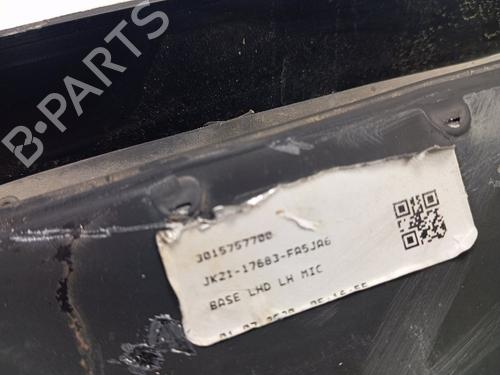 B-PARTS
3015757700
JK21-17683-FA5JA6
BASE LHD LH MIC